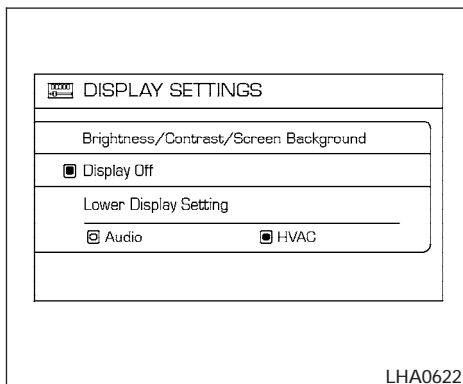 DISPLAY SETTINGS
Brightness/Contrast/Screen Background
Display Off
Lower Display Setting
Audio HVAC
LHA0622